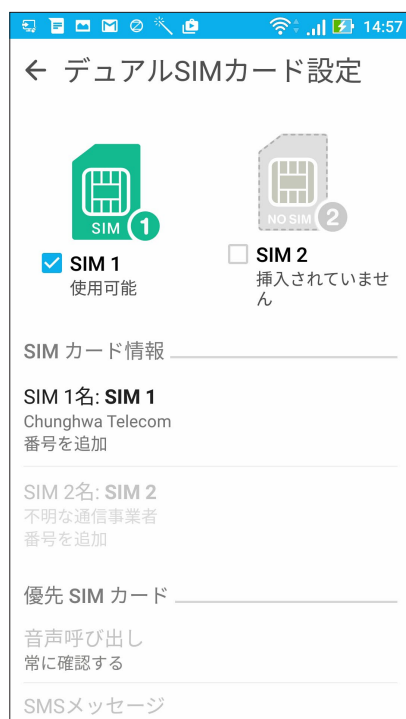 14:57
デュアルSIMカード設定
SIM 1
NO SIM 2
SIM 1
使用可能
SIM 2
挿入されていませ
ん
SIM カード情報
SIM 1名: SIM 1
Chunghwa Telecom
番号を追加
SIM 2名: SIM 2
不明な通信事業者
番号を追加
優先 SIM カード
音声呼び出し
常に確認する
SMSメッセージ